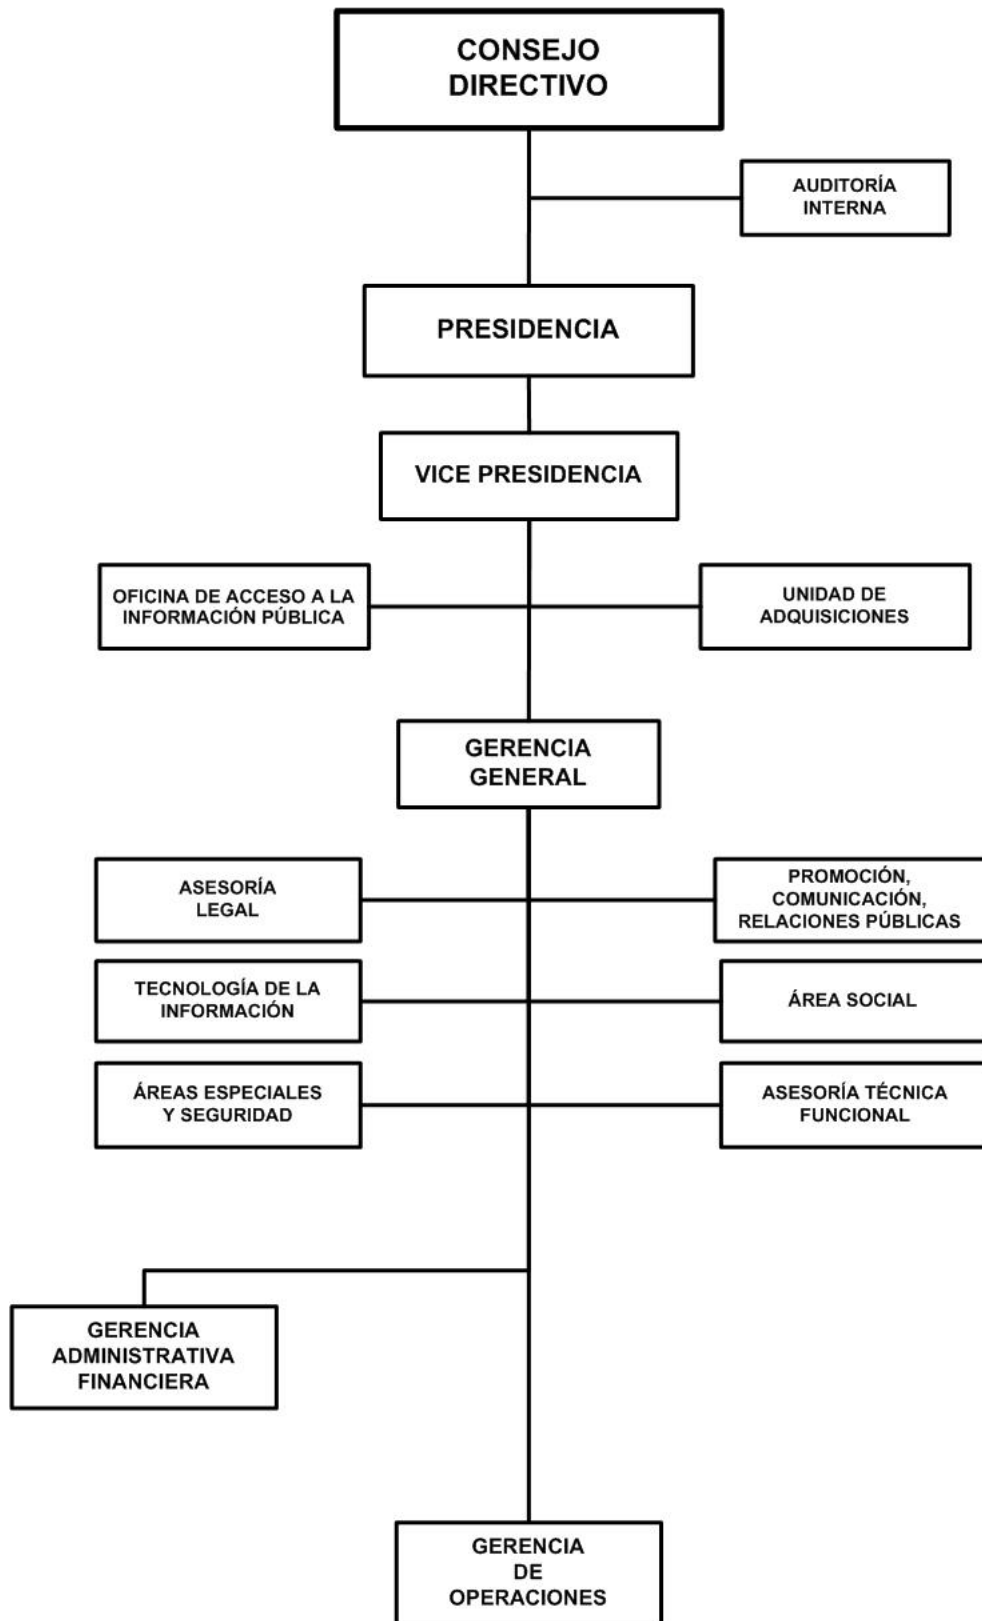 CONSEJO
DIRECTIVO
AUDITORÍA
INTERNA
PRESIDENCIA
VICE PRESIDENCIA
OFICINA DE ACCESO A LA
INFORMACIÓN PÚBLICA
UNIDAD DE
ADQUISICIONES
GERENCIA
GENERAL
ASESORÍA
LEGAL
PROMOCIÓN,
COMUNICACIÓN,
RELACIONES PÚBLICAS
TECNOLOGÍA DE LA
INFORMACIÓN
ÁREA SOCIAL
ÁREAS ESPECIALES
Y SEGURIDAD
ASESORÍA TÉCNICA
FUNCIONAL
GERENCIA
ADMINISTRATIVA
FINANCIERA
GERENCIA
DE
OPERACIONES